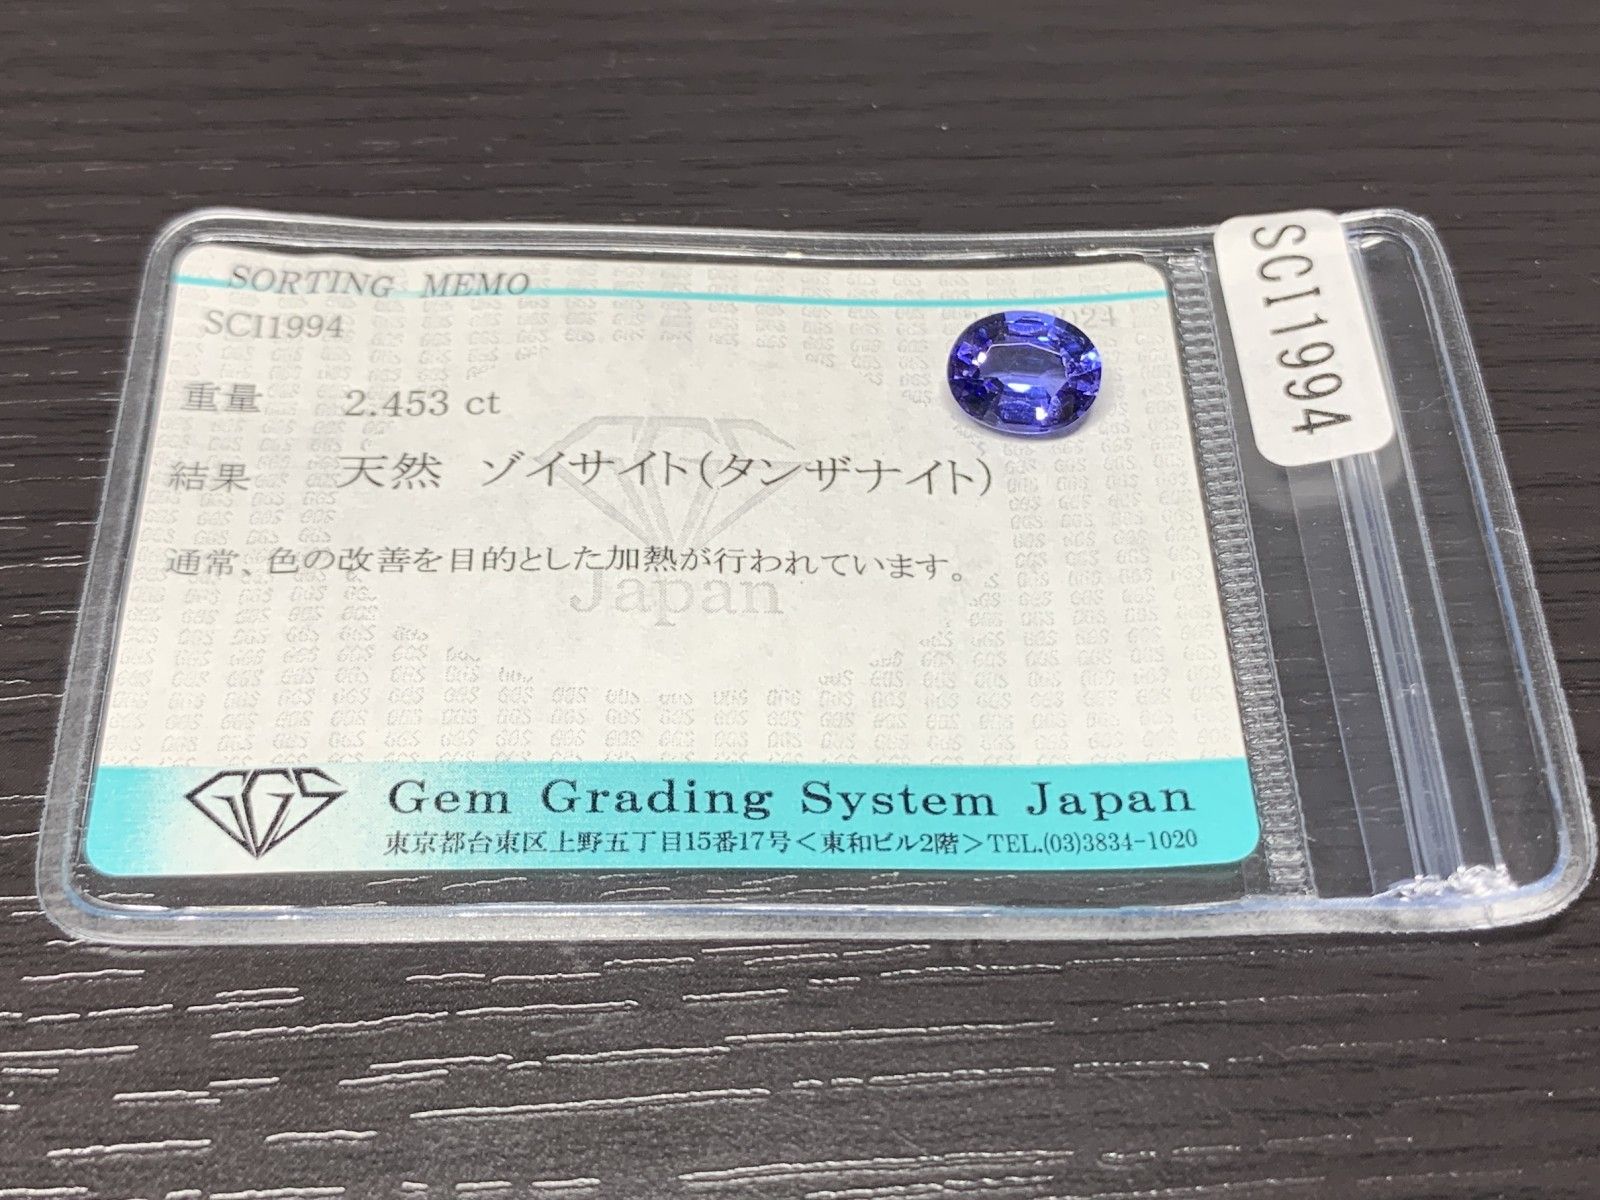 SORTING MEMO
SCI1994
2024
重量 2.453 ct
結果 天然 ゾイサイト(タンザナイト)
通常、色の改善を目的とした加熱が行われています。
Japan
GGS Gem Grading System Japan
東京都台東区上野五丁目15番17号<東和ビル2階>TEL.(03)3834-1020
SCI1994